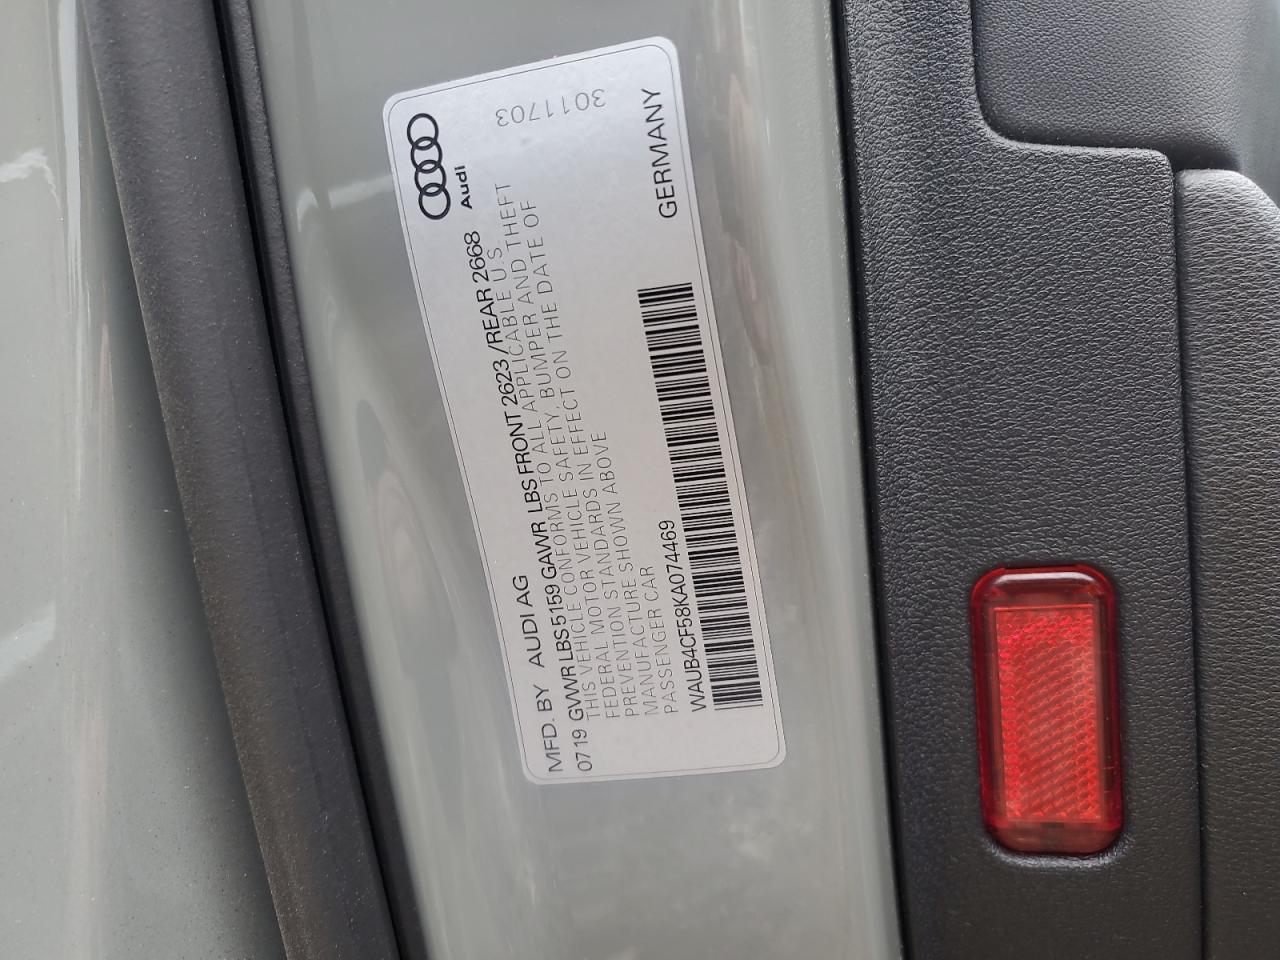 Audi
3011703
MFD. BY AUDI AG
0719 GVWR LBS 5159 GAWR LBS FRONT 2623 /REAR 2668
THIS VEHICLE CONFORMS TO ALL APPLICABLE U.S.
FEDERAL MOTOR VEHICLE SAFETY, BUMPER AND THEFT
PREVENTION STANDARDS IN EFFECT ON THE DATE OF
MANUFACTURE SHOWN ABOVE
PASSENGER CAR
WAUB4CF58KA074469
GERMANY